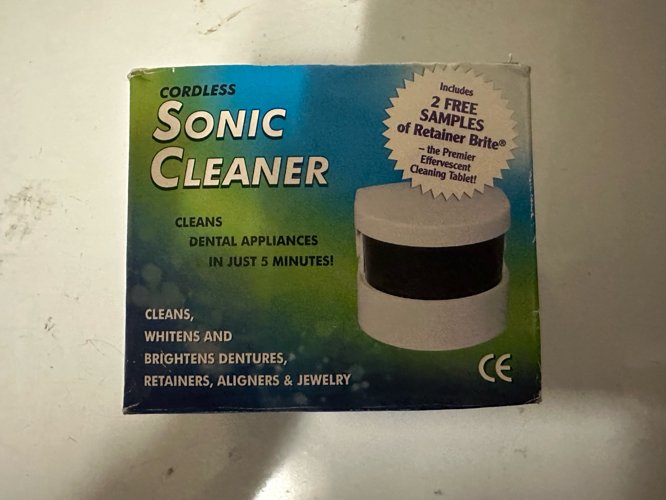 CORDLESS
SONIC
CLEANER
CLEANS
DENTAL APPLIANCES
IN JUST 5 MINUTES!
CLEANS,
WHITENS AND
BRIGHTENS DENTURES,
RETAINERS, ALIGNERS & JEWELRY
Includes
2 FREE
SAMPLES
of Retainer Brite®
– the Premier
Effervescent
Cleaning Tablet!
CE